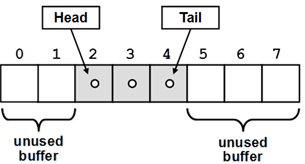 Head Tail
0 1 2 3 4 5 6 7
unused unused
buffer buffer